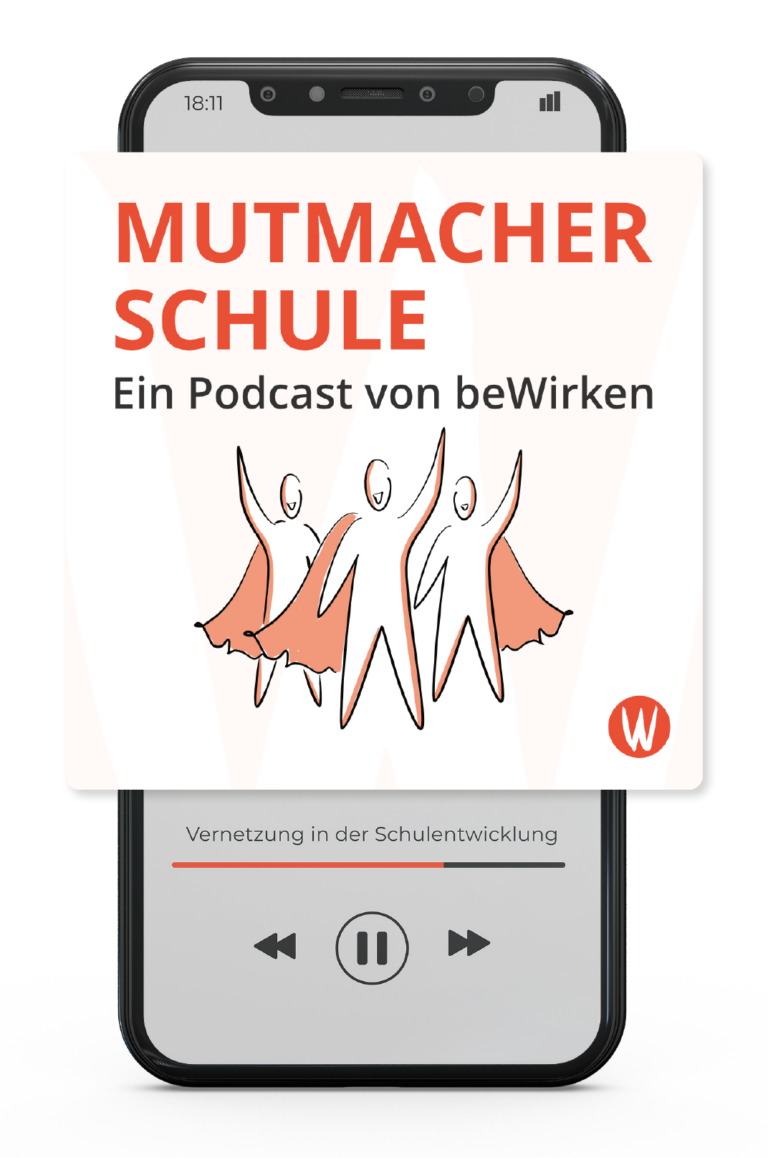 18:11
MUTMACHER
SCHULE
Ein Podcast von beWirken
W
Vernetzung in der Schulentwicklung